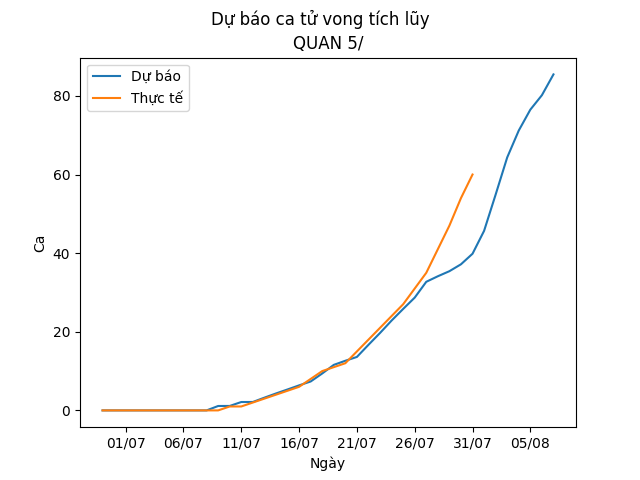 Dự báo ca tử vong tích lũy
QUAN 5/
Dự báo
Thực tế
80
60
40
20
0
Ca
01/07 06/07 11/07 16/07 21/07 26/07 31/07 05/08
Ngày